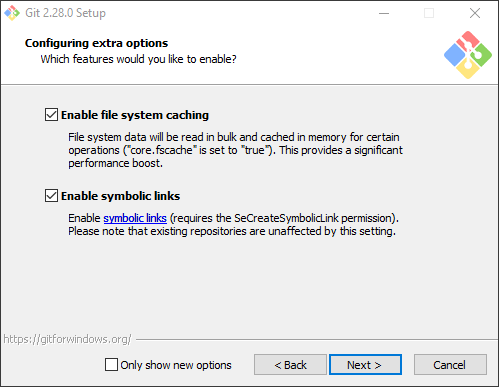 Git 2.28.0 Setup
Configuring extra options
Which features would you like to enable?
Enable file system caching
File system data will be read in bulk and cached in memory for certain
operations ("core.fscache" is set to "true"). This provides a significant
performance boost.
Enable symbolic links
Enable symbolic links (requires the SeCreateSymbolicLink permission).
Please note that existing repositories are unaffected by this setting.
https://gitforwindows.org/
Only show new options
< Back
Next >
Cancel